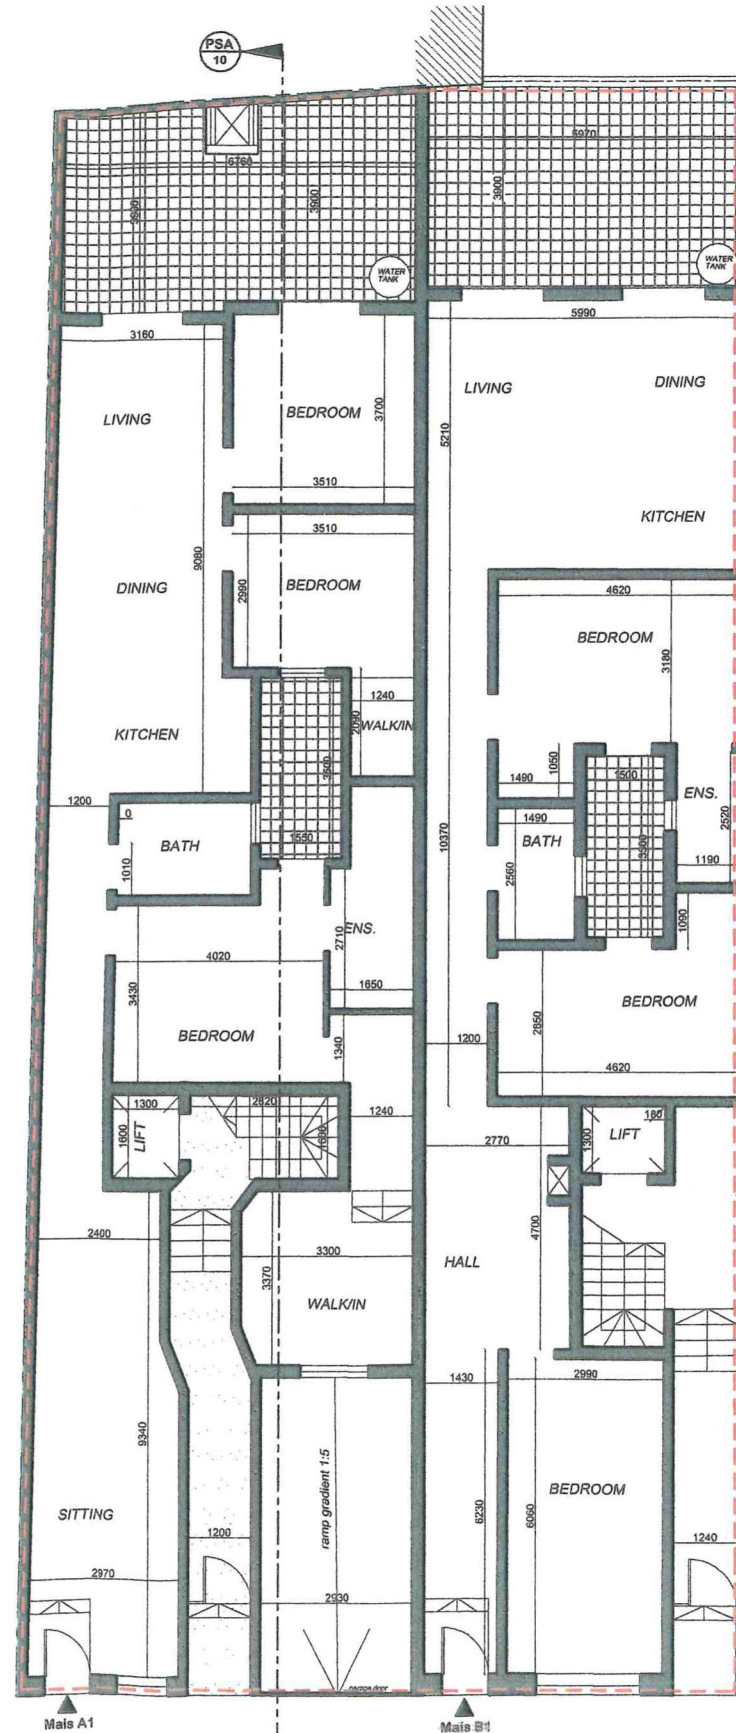 PSA
10
6760
5970
3600
3900
3900
WATER
TANK
WATER
TANK
3160
5990
LIVING
BEDROOM
3700
LIVING
DINING
5210
3510
3510
KITCHEN
9080
DINING
2990
BEDROOM
4620
BEDROOM
3180
1240
2090
WALK/IN
KITCHEN
3500
1050
1500
1490
ENS.
1200
0
BATH
1550
1490
BATH
2520
10370
1010
2560
3500
1190
ENS.
2710
1090
4020
3430
1650
BEDROOM
BEDROOM
2850
1340
1200
4620
1300
2820
1240
1600
LIFT
1600
180
1300
LIFT
2770
2400
3300
4700
3370
HALL
WALK/IN
1430
2990
9340
ramp gradient 1:5
BEDROOM
SITTING
6230
6060
1200
1240
2970
2930
garage door
Mais A1
Mais B1